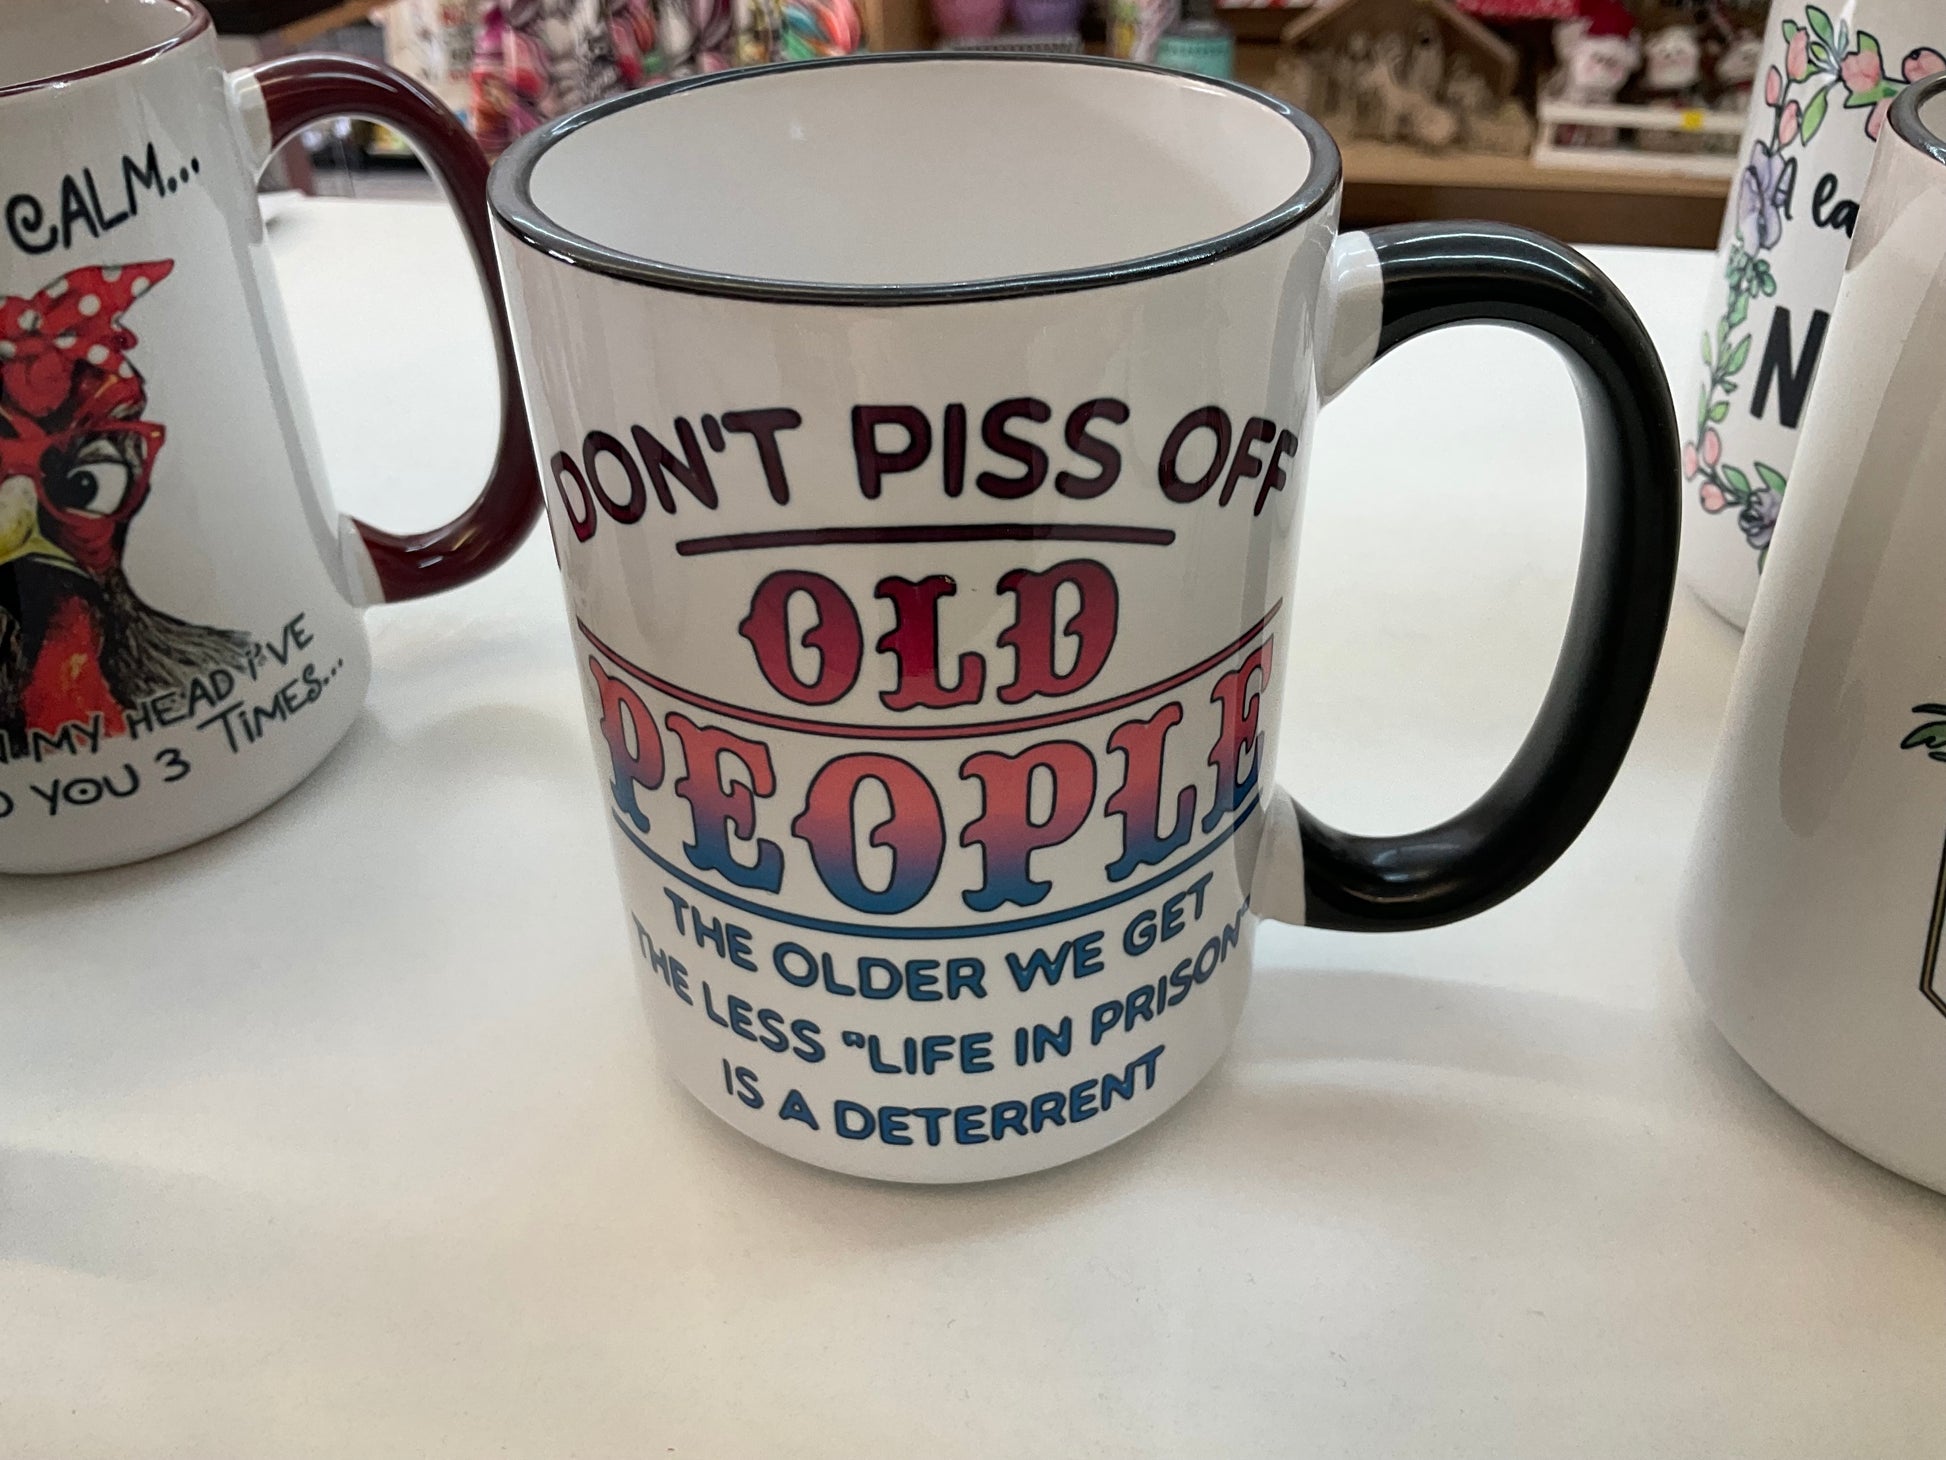 CALM...
MY HEAD I'VE
YOU 3 TIMES...
DON'T PISS OFF
OLD
PEOPLE
THE OLDER WE GET
THE LESS "LIFE IN PRISON"
IS A DETERRENT
A